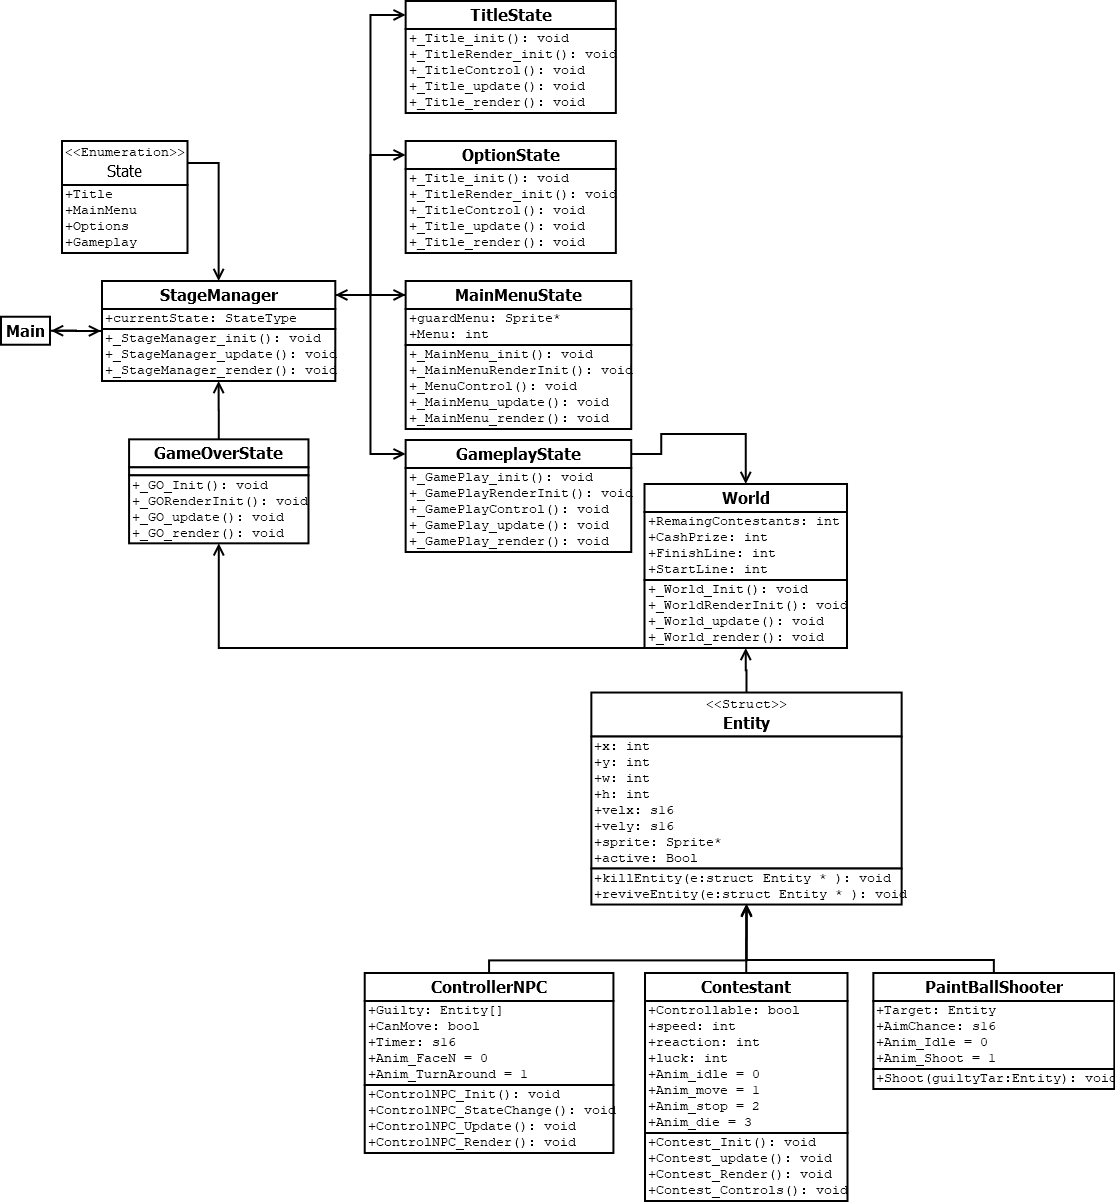 TitleState
+_Title_init(): void
+_TitleRender_init(): void
+_TitleControl(): void
+_Title_update(): void
+_Title_render(): void
<<Enumeration>>
State
+Title
+MainMenu
+Options
+Gameplay
OptionState
+_Title_init(): void
+_TitleRender_init(): void
+_TitleControl(): void
+_Title_update(): void
+_Title_render(): void
Main
StageManager
+currentState: StateType
+_StageManager_init(): void
+_StageManager_update(): void
+_StageManager_render(): void
MainMenuState
+guardMenu: Sprite*
+Menu: int
+_MainMenu_init(): void
+_MainMenuRenderInit(): void
+_MenuControl(): void
+_MainMenu_update(): void
+_MainMenu_render(): void
GameOverState
+_GO_Init(): void
+_GORenderInit(): void
+_GO_update(): void
+_GO_render(): void
GameplayState
+_GamePlay_init(): void
+_GamePlayRenderInit(): void
+_GamePlayControl(): void
+_GamePlay_update(): void
+_GamePlay_render(): void
World
+RemaingContestants: int
+CashPrize: int
+FinishLine: int
+StartLine: int
+_World_Init(): void
+_WorldRenderInit(): void
+_World_update(): void
+_World_render(): void
<<Struct>>
Entity
+x: int
+y: int
+w: int
+h: int
+velx: s16
+vely: s16
+sprite: Sprite*
+active: Bool
+killEntity(e:struct Entity * ): void
+reviveEntity(e:struct Entity * ): void
ControllerNPC
+Guilty: Entity[]
+CanMove: bool
+Timer: s16
+Anim_FaceN = 0
+Anim_TurnAround = 1
+ControlNPC_Init(): void
+ControlNPC_StateChange(): void
+ControlNPC_Update(): void
+ControlNPC_Render(): void
Contestant
+Controllable: bool
+speed: int
+reaction: int
+luck: int
+Anim_idle = 0
+Anim_move = 1
+Anim_stop = 2
+Anim_die = 3
+Contest_Init(): void
+Contest_update(): void
+Contest_Render(): void
+Contest_Controls(): void
PaintBallShooter
+Target: Entity
+AimChance: s16
+Anim_Idle = 0
+Anim_Shoot = 1
+Shoot(guiltyTar:Entity): void